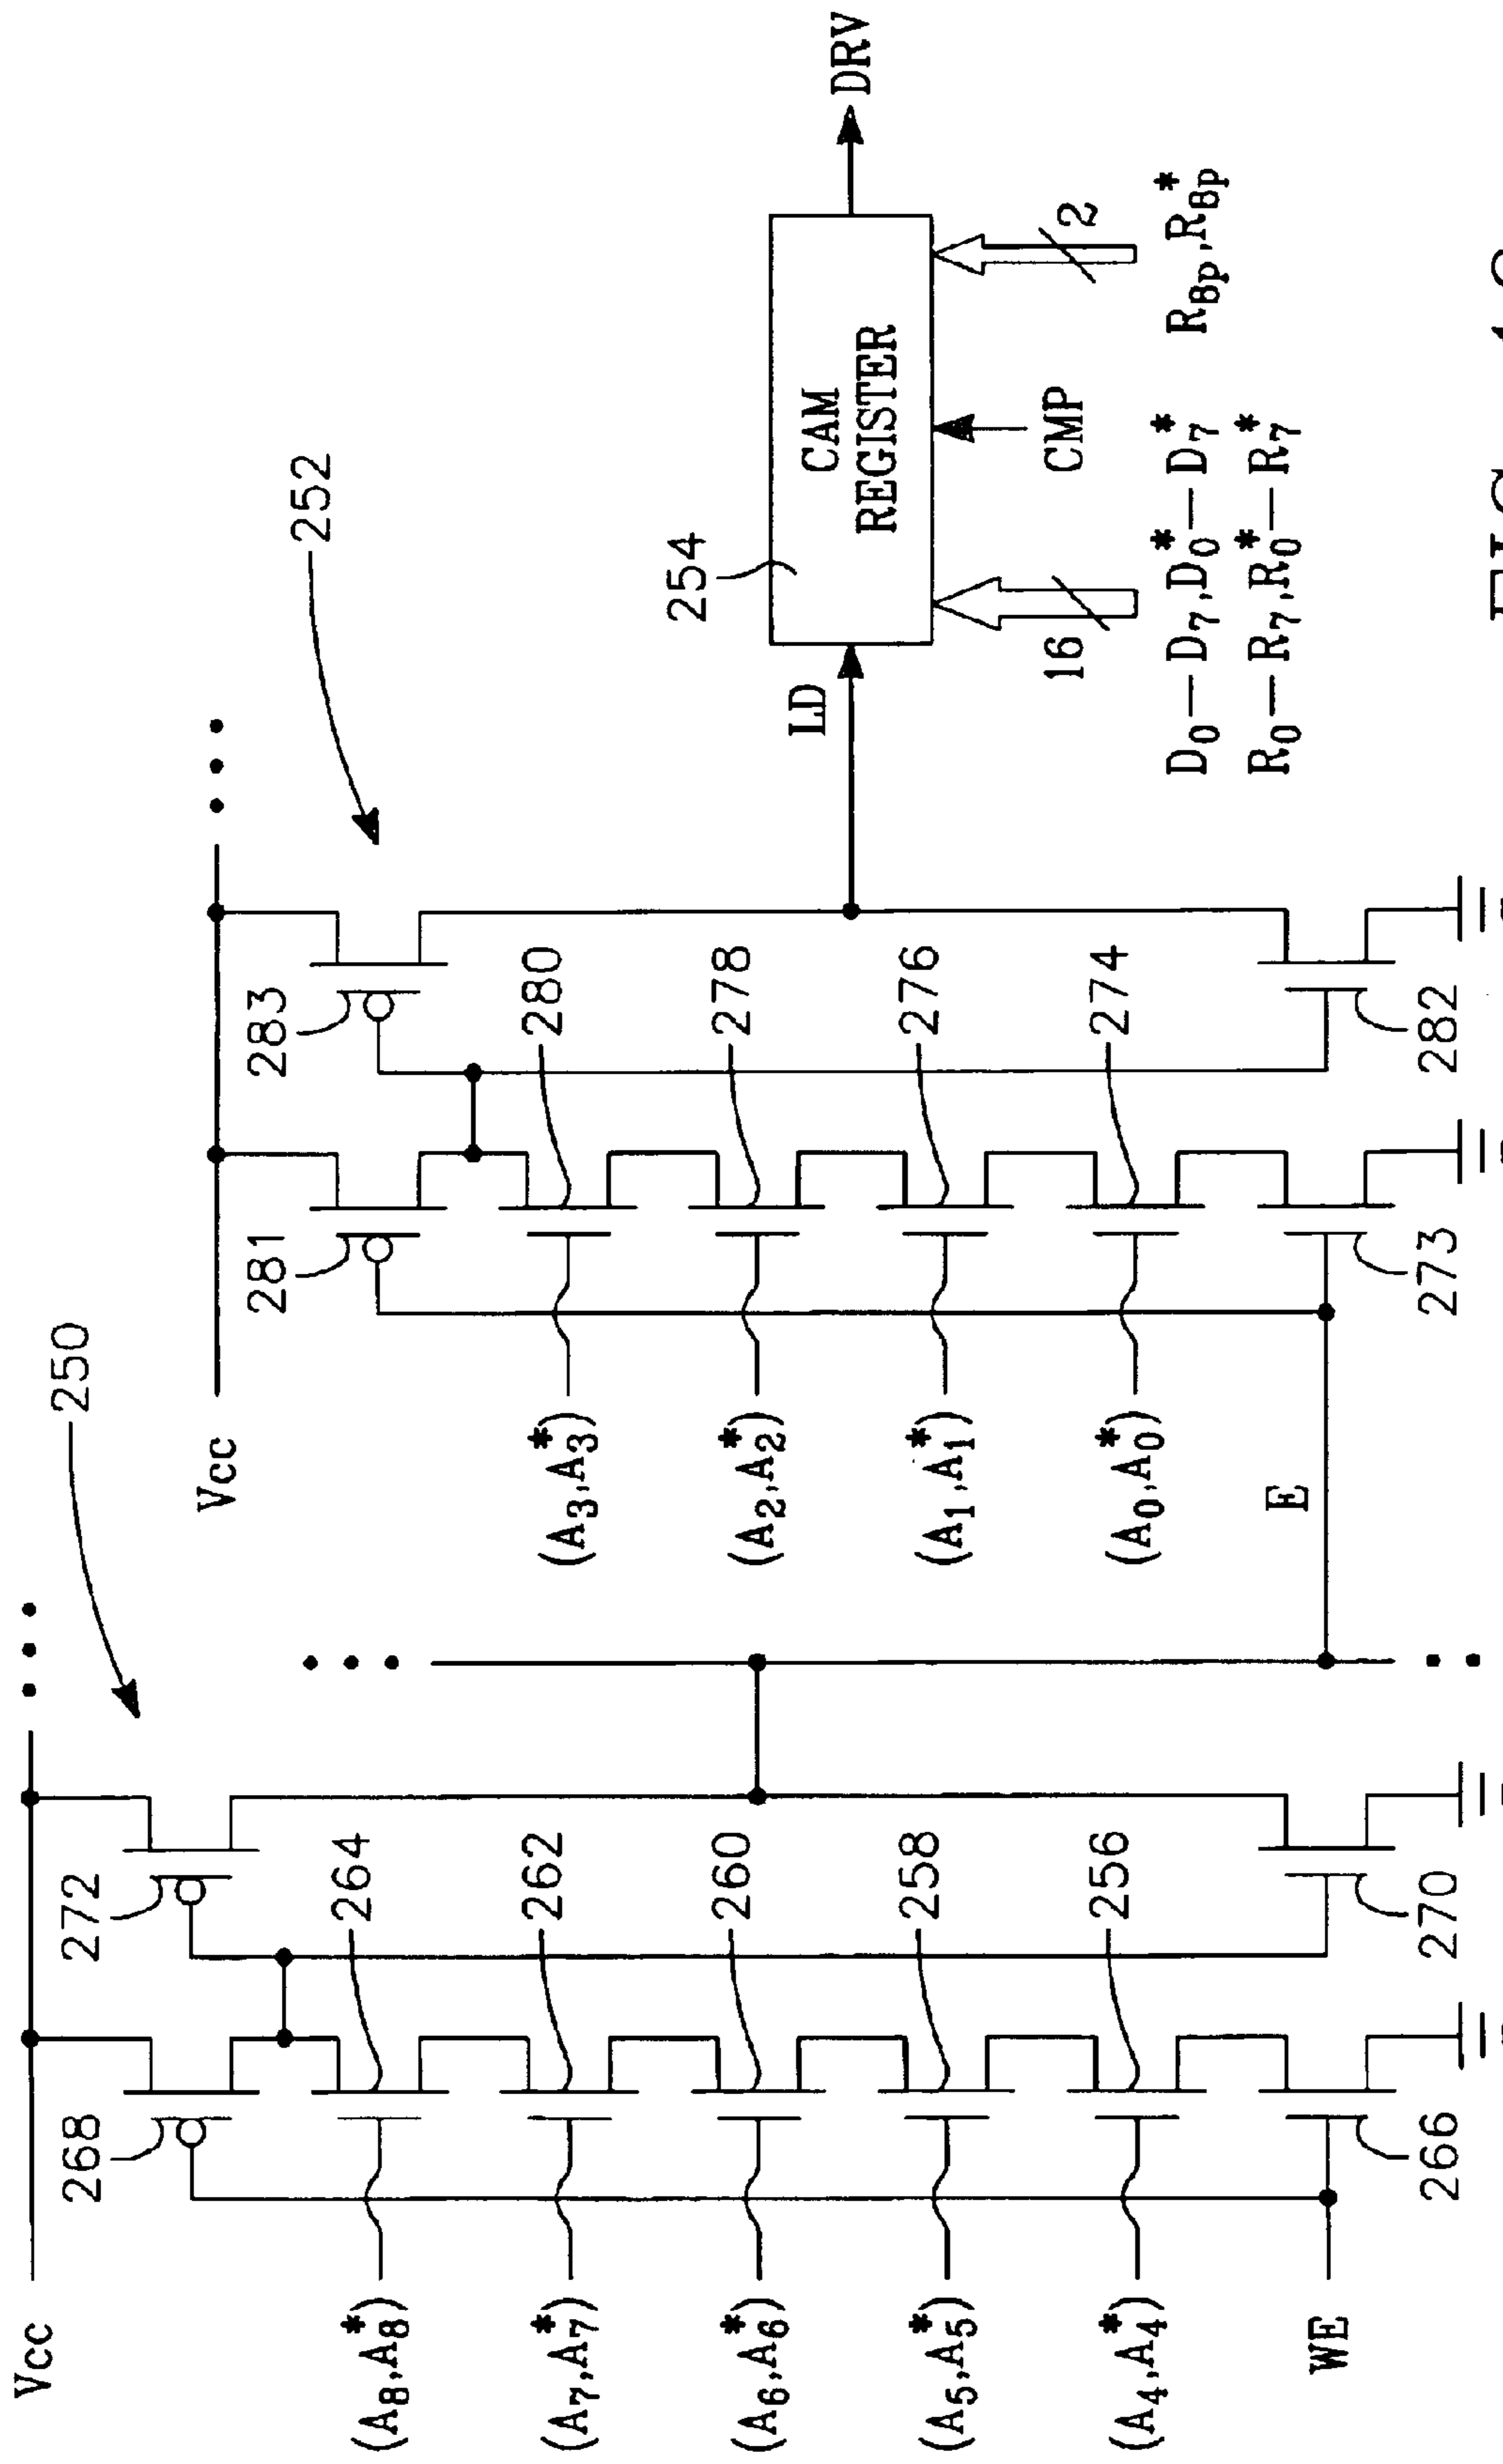 Vcc
250
272
268
264
262
260
258
256
270
266
(A8,A8*)
(A7,A7*)
(A6,A6*)
(A5,A5*)
(A4,A4*)
WE
Vcc
252
283
281
280
278
276
274
282
273
(A3,A3*)
(A2,A2*)
(A1,A1*)
(A0,A0*)
E
LD
254
CAM
REGISTER
DRV
16
CMP
2
D0—D7,D0*—D7*
R0—R7,R0*—R7*
RBp,RBp*